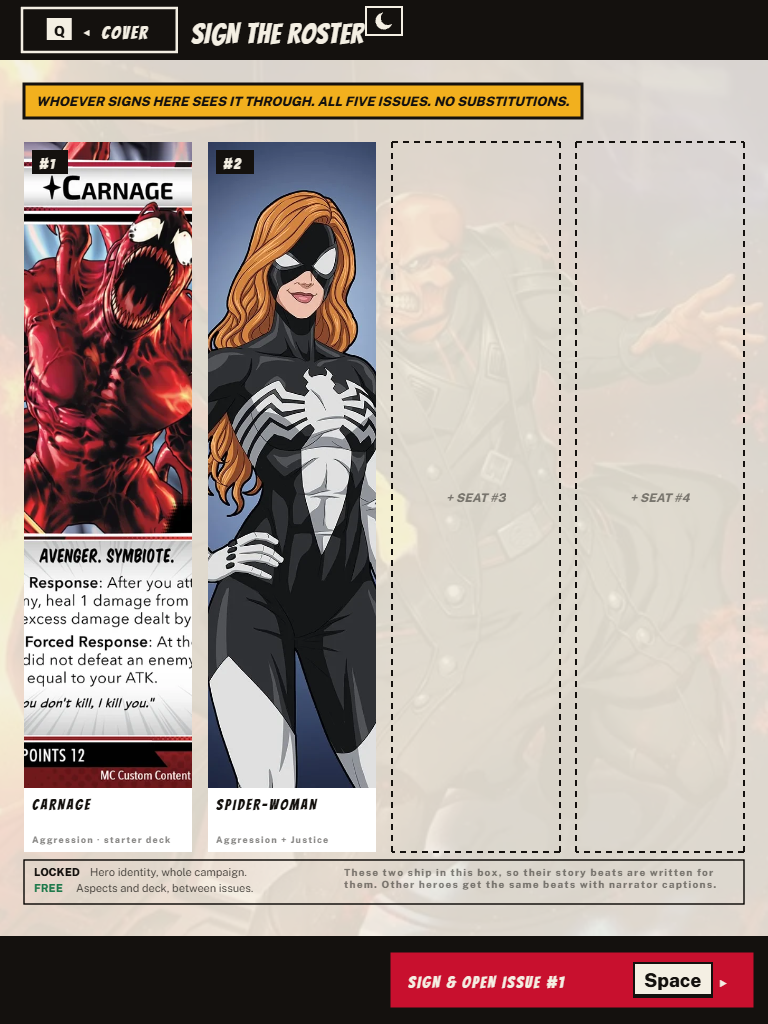 Q ◂ COVER
SIGN THE ROSTER
WHOEVER SIGNS HERE SEES IT THROUGH. ALL FIVE ISSUES. NO SUBSTITUTIONS.
#1
CARNAGE
AVENGER. SYMBIOTE.
Response: After you att
ny, heal 1 damage from
excess damage dealt by
Forced Response: At the
did not defeat an enemy
equal to your ATK.
ou don't kill, I kill you."
POINTS 12
MC Custom Content
CARNAGE
Aggression · starter deck
#2
SPIDER-WOMAN
Aggression + Justice
+ SEAT #3
+ SEAT #4
LOCKED Hero identity, whole campaign.
FREE Aspects and deck, between issues.
These two ship in this box, so their story beats are written for
them. Other heroes get the same beats with narrator captions.
SIGN & OPEN ISSUE #1 Space ▸